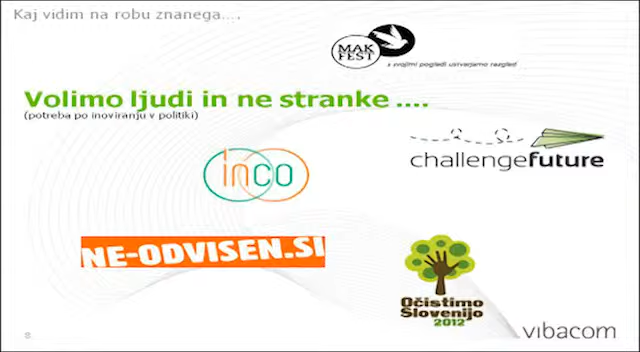 Kaj vidim na robu znanega....
MAK
FEST
s svojimi pogledi ustvarjamo razgled
Volimo ljudi in ne stranke ....
(potreba po inoviranju v politiki)
inco
challengefuture
NE-ODVISEN.SI
Očistimo
Slovenijo
2012
8
vibacom